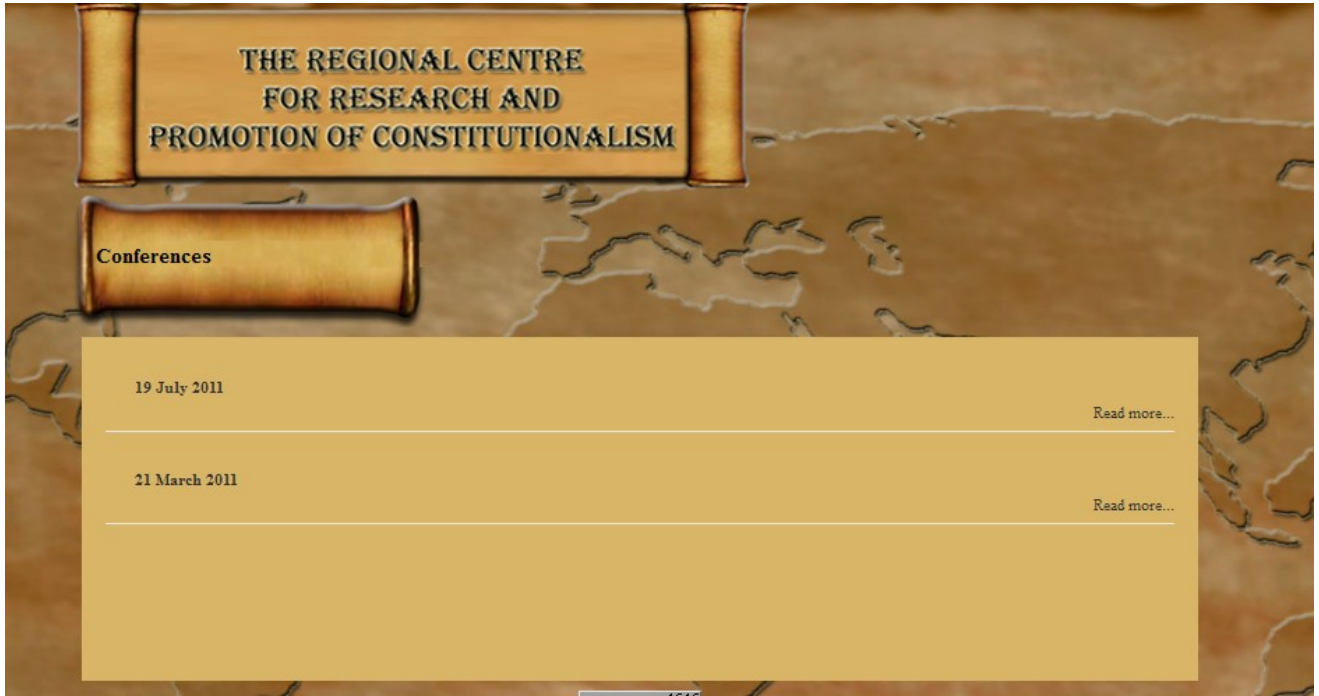 THE REGIONAL CENTRE
FOR RESEARCH AND
PROMOTION OF CONSTITUTIONALISM
Conferences
19 July 2011
Read more...
21 March 2011
Read more...